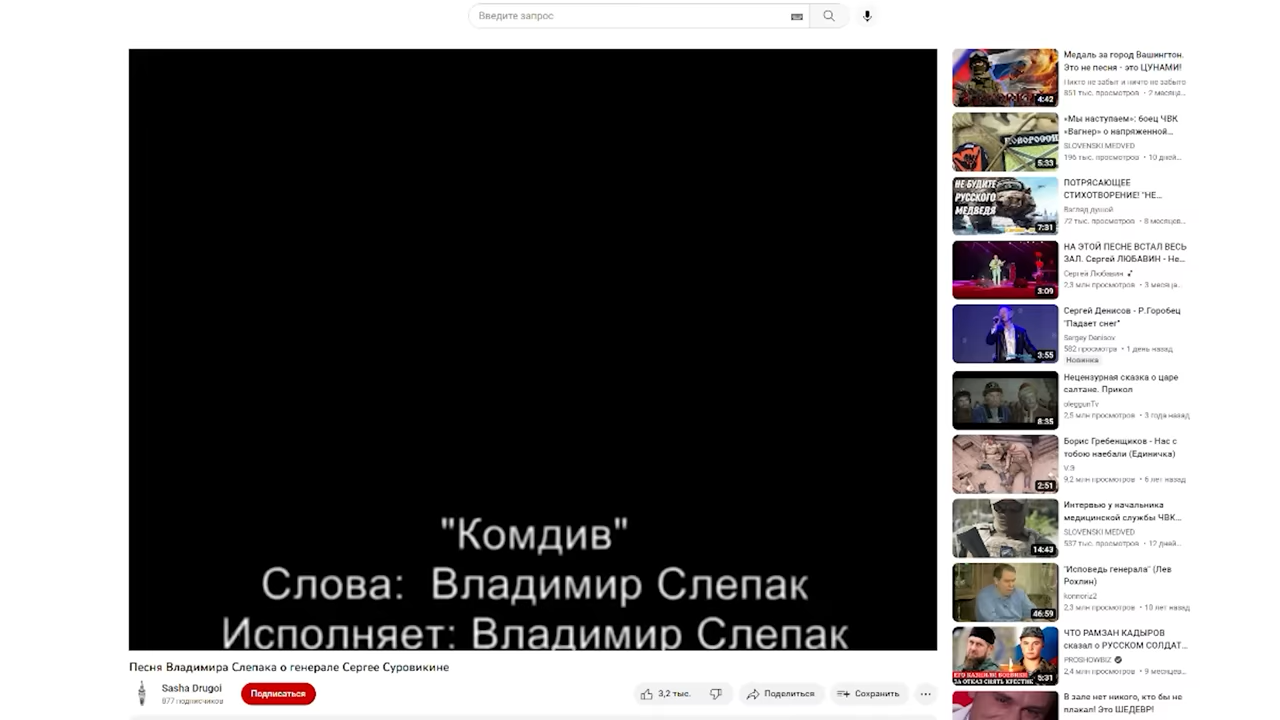 Введите запрос
"Комдив"
Слова: Владимир Слепак
Исполняет: Владимир Слепак
Песня Владимира Слепака о генерале Сергее Суровикине
Sasha Drugoi
877 подписчиков
Подписаться
3,2 тыс.
Поделиться
Сохранить
Медаль за город Вашингтон.
Это не песня - это ЦУНАМИ!
Никто не забыт и ничто не забыто
851 тыс. просмотров • 2 месяца…
4:42
«Мы наступаем»: боец ЧВК
«Вагнер» о напряженной…
SLOVENSKI MEDVED
196 тыс. просмотров • 10 дней…
5:33
НЕ БУДИТЕ
РУССКОГО
МЕДВЕДЯ
7:31
ПОТРЯСАЮЩЕЕ
СТИХОТВОРЕНИЕ! "НЕ…
Взгляд душой
72 тыс. просмотров • 8 месяцев…
НА ЭТОЙ ПЕСНЕ ВСТАЛ ВЕСЬ
ЗАЛ. Сергей ЛЮБАВИН - Не…
Сергей Любавин
2,3 млн просмотров • 3 месяца…
3:09
Сергей Денисов - Р.Горобец
"Падает снег"
Sergey Denisov
582 просмотра • 1 день назад
Новинка
3:55
Нецензурная сказка о царе
салтане. Прикол
oleggunTv
2,6 млн просмотров • 3 года назад
8:35
Борис Гребенщиков - Нас с
тобою наебали (Единичка)
V.Э
9,2 млн просмотров • 6 лет назад
2:51
Интервью у начальника
медицинской службы ЧВК…
SLOVENSKI MEDVED
537 тыс. просмотров • 12 дней…
14:43
"Исповедь генерала" (Лев
Рохлин)
konnoriz2
2,3 млн просмотров • 10 лет назад
46:59
ЧТО РАМЗАН КАДЫРОВ
сказал о РУССКОМ СОЛДАТ…
PROSHOWBIZ
2,4 млн просмотров • 9 месяцев…
ЕГО КАЗНИЛИ БОЕВИКИ
ЗА ОТКАЗ СНЯТЬ КРЕСТИК
5:31
В зале нет никого, кто бы не
плакал! Это ШЕДЕВР!